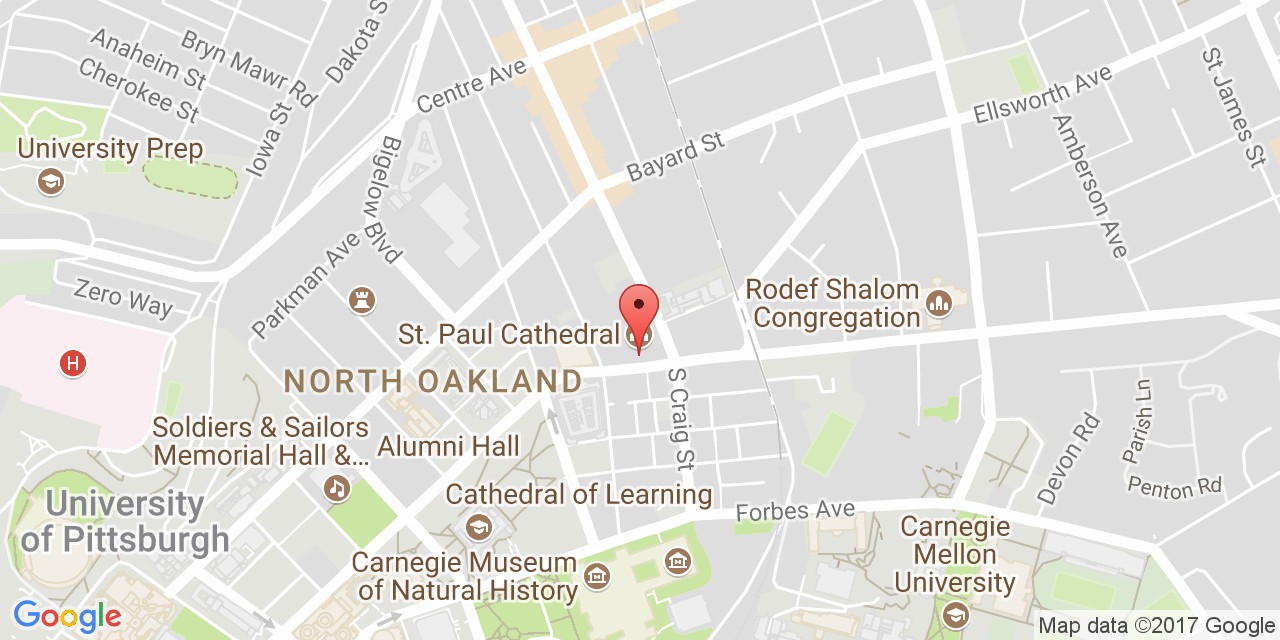 Dakota S
Anaheim St
Bryn Mawr Rd
Cherokee St
Centre Ave
Iowa St
University Prep
Bigelow Blvd
Bayard St
Ellsworth Ave
St James St
Amberson Ave
Parkman Ave
Zero Way
Rodef Shalom
Congregation
St. Paul Cathedral
H
NORTH OAKLAND
S Craig St
Soldiers & Sailors
Memorial Hall &...
Alumni Hall
Devon Rd
Parish Ln
Penton Rd
Cathedral of Learning
University
of Pittsburgh
Forbes Ave
Carnegie
Mellon
University
Carnegie Museum
of Natural History
Google
Map data ©2017 Google